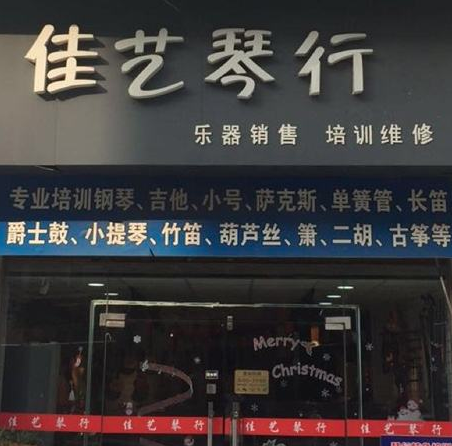 佳艺琴行
乐器销售 培训维修
专业培训钢琴、吉他、小号、萨克斯、单簧管、长笛
爵士鼓、小提琴、竹笛、葫芦丝、箫、二胡、古筝等
Merry
Christmas
佳艺琴行 佳艺琴行